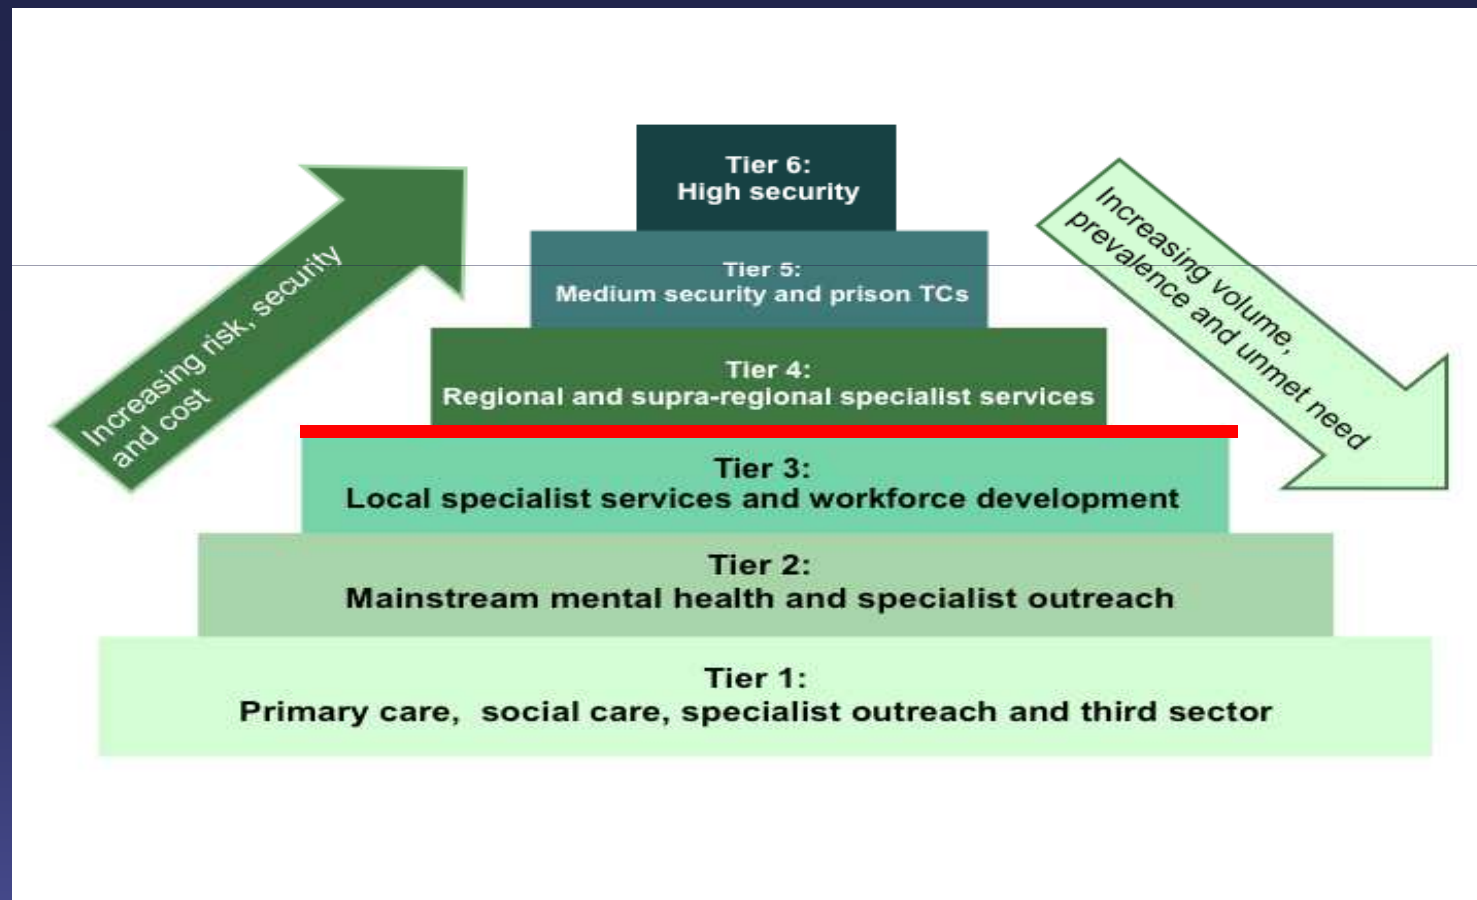 Tier 6:
High security
Tier 5:
Medium security and prison TCs
Tier 4:
Regional and supra-regional specialist services
Tier 3:
Local specialist services and workforce development
Tier 2:
Mainstream mental health and specialist outreach
Tier 1:
Primary care, social care, specialist outreach and third sector
Increasing risk, security
and cost
Increasing volume,
prevalence and unmet need